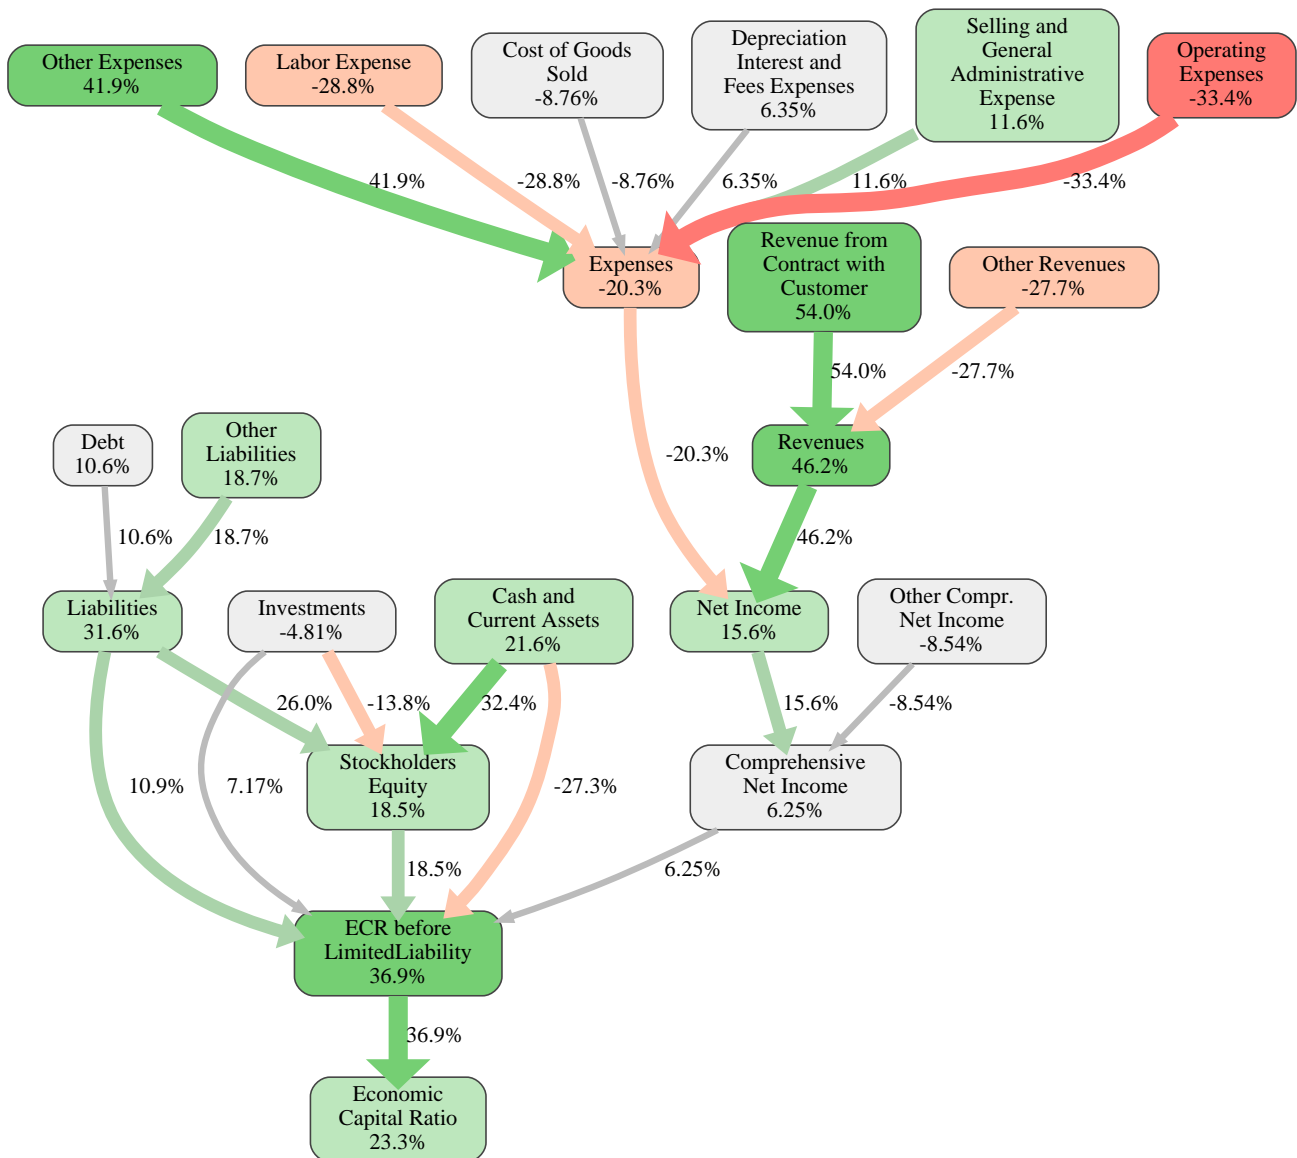 Other Expenses
41.9%
Labor Expense
-28.8%
Cost of Goods
Sold
-8.76%
Depreciation
Interest and
Fees Expenses
6.35%
Selling and
General
Administrative
Expense
11.6%
Operating
Expenses
-33.4%
41.9%
-28.8%
-8.76%
6.35%
11.6%
-33.4%
Expenses
-20.3%
Revenue from
Contract with
Customer
54.0%
Other Revenues
-27.7%
54.0%
-27.7%
Debt
10.6%
Other
Liabilities
18.7%
-20.3%
Revenues
46.2%
10.6%
18.7%
46.2%
Liabilities
31.6%
Investments
-4.81%
Cash and
Current Assets
21.6%
Net Income
15.6%
Other Compr.
Net Income
-8.54%
26.0%
-13.8%
32.4%
15.6%
-8.54%
10.9%
7.17%
Stockholders
Equity
18.5%
-27.3%
Comprehensive
Net Income
6.25%
18.5%
6.25%
ECR before
LimitedLiability
36.9%
36.9%
Economic
Capital Ratio
23.3%